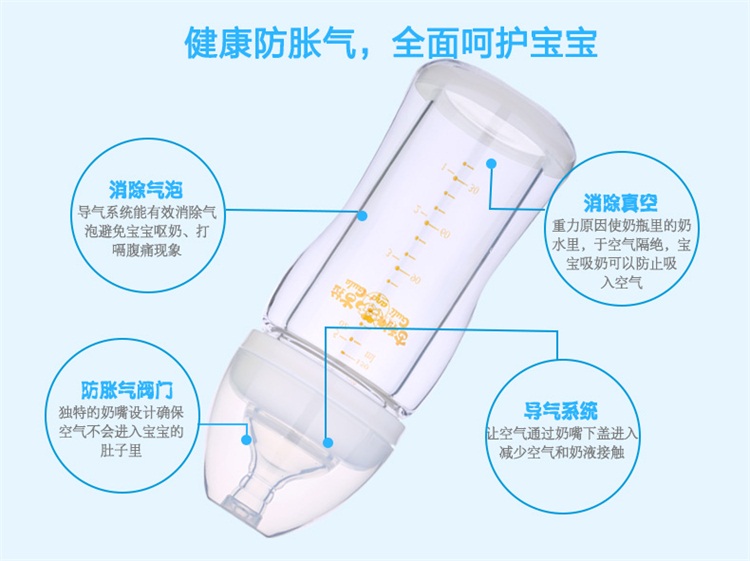 健康防胀气，全面呵护宝宝
消除气泡
导气系统能有效消除气
泡避免宝宝呕奶、打
嗝腹痛现象
消除真空
重力原因使奶瓶里的奶
水里，于空气隔绝，宝
宝吸奶可以防止吸
入空气
防胀气阀门
独特的奶嘴设计确保
空气不会进入宝宝的
肚子里
导气系统
让空气通过奶嘴下盖进入
减少空气和奶液接触